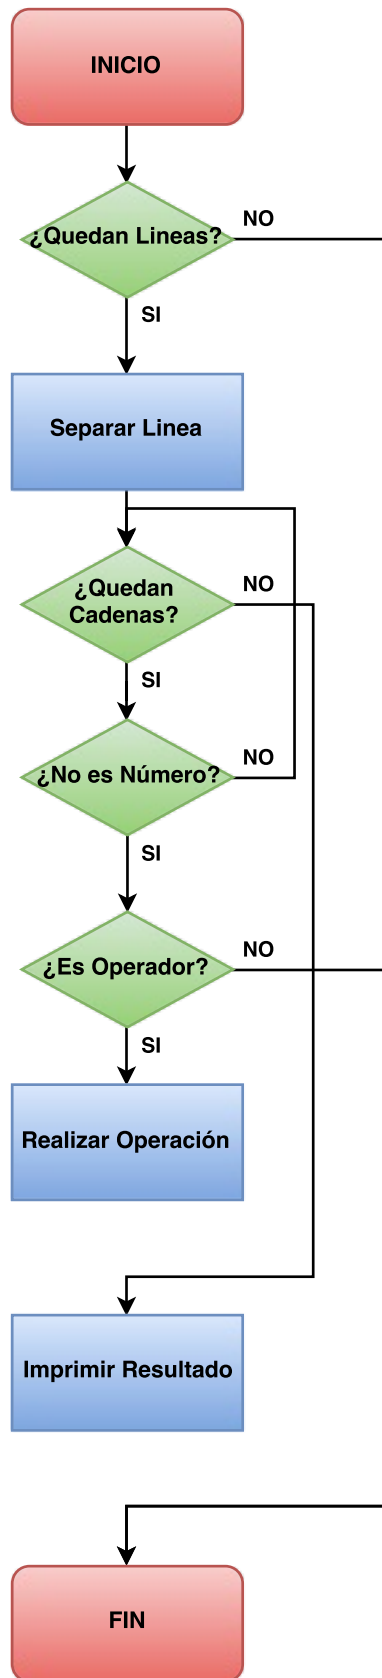 INICIO
¿Quedan Lineas?
NO
SI
Separar Linea
¿Quedan
Cadenas?
NO
SI
¿No es Número?
NO
SI
¿Es Operador?
NO
SI
Realizar Operación
Imprimir Resultado
FIN